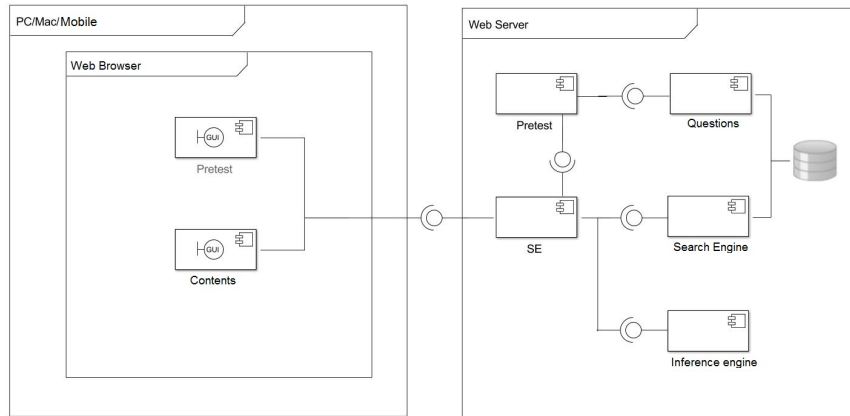 PC/Mac/Mobile
Web Browser
GUI
Pretest
GUI
Contents
Web Server
Pretest
Questions
SE
Search Engine
Inference engine